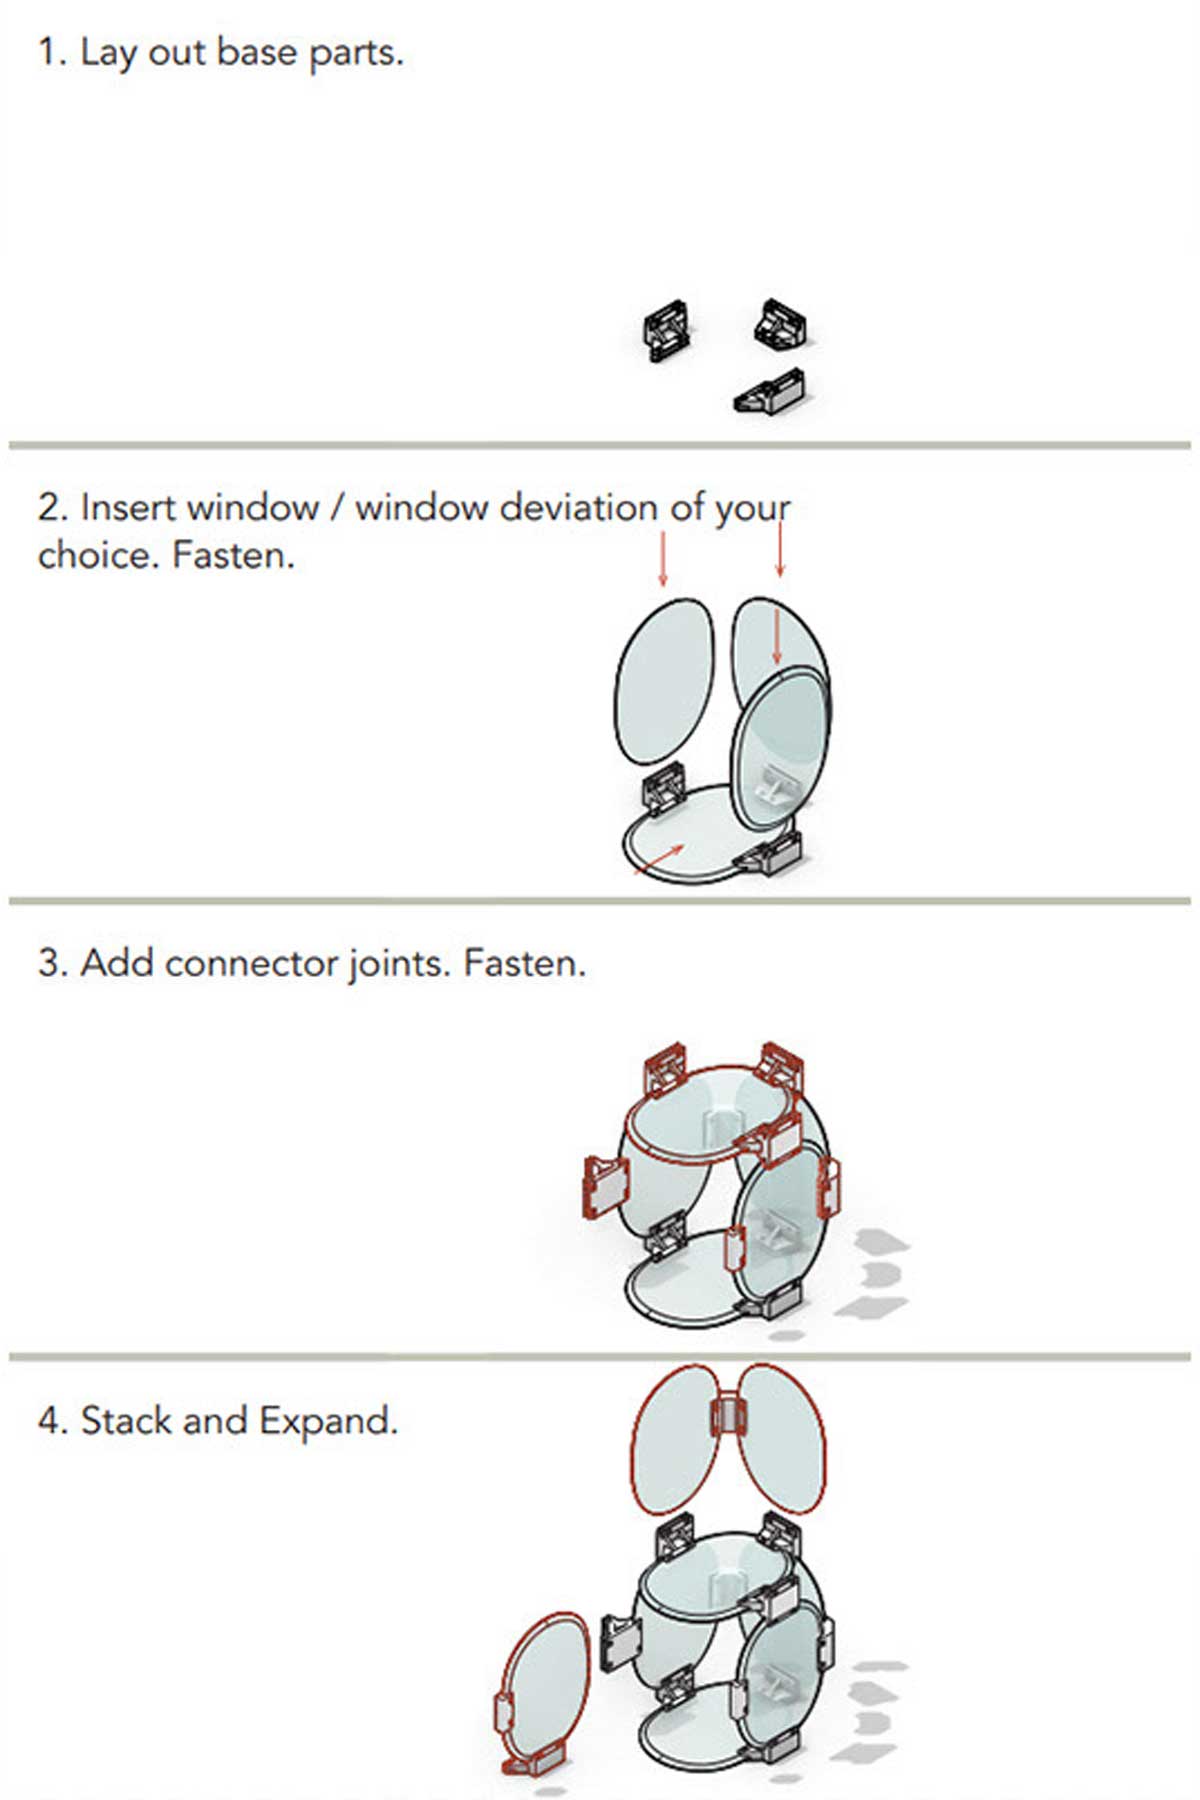 1. Lay out base parts.
2. Insert window / window deviation of your
choice. Fasten.
3. Add connector joints. Fasten.
4. Stack and Expand.